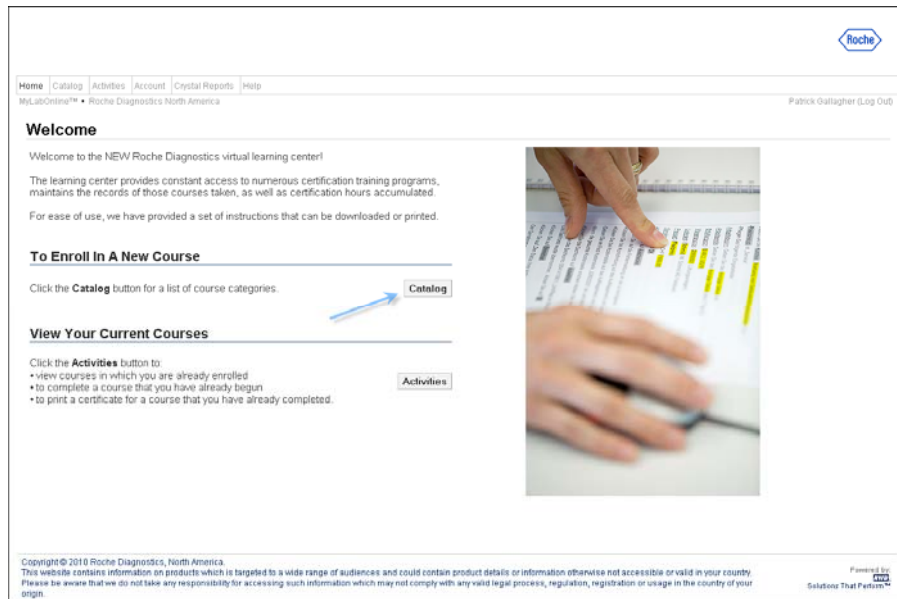 Roche
Home Catalog Activities Account Crystal Reports Help
MyLabOnline™ • Roche Diagnostics North America
Patrick Gallagher (Log Out)
Welcome
Welcome to the NEW Roche Diagnostics virtual learning center!
The learning center provides constant access to numerous certification training programs,
maintains the records of those courses taken, as well as certification hours accumulated.
For ease of use, we have provided a set of instructions that can be downloaded or printed.
To Enroll In A New Course
Click the Catalog button for a list of course categories.
Catalog
View Your Current Courses
Click the Activities button to:
• view courses in which you are already enrolled
• to complete a course that you have already begun
• to print a certificate for a course that you have already completed.
Activities
Copyright © 2010 Roche Diagnostics, North America.
This website contains information on products which is targeted to a wide range of audiences and could contain product details or information otherwise not accessible or valid in your country.
Please be aware that we do not take any responsibility for accessing such information which may not comply with any valid legal process, regulation, registration or usage in the country of your
origin.
Powered by:
Solutions That Perform™